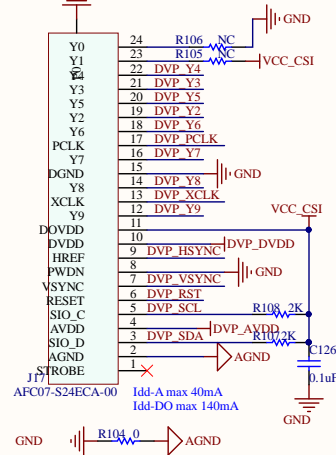 GND
24 R106 NC
Y0
23 R105 NC
Y1 VCC_CSI
22 DVP_Y4
Y4
21 DVP_Y3
Y3
20 DVP_Y5
Y5
19 DVP_Y2
Y2
18 DVP_Y6
Y6
17 DVP_PCLK
PCLK
16 DVP_Y7
Y7
15
DGND GND
14 DVP_Y8
Y8
13 DVP_XCLK
XCLK
12 DVP_Y9
Y9 VCC_CSI
11
DOVDD
10
DVDD DVP_DVDD
9 DVP_HSYNC
HREF
8
PWDN GND
7 DVP_VSYNC
VSYNC
6 DVP_RST
RESET
5 DVP_SCL R108 2K
SIO_C
4
AVDD DVP_AVDD
3 DVP_SDA R107 2K
SIO_D
2 C126
AGND AGND
1
STROBE
J17 0.1uF
AFC07-S24ECA-00 Idd-A max 40mA
Idd-DO max 140mA
GND
R104 0
GND AGND